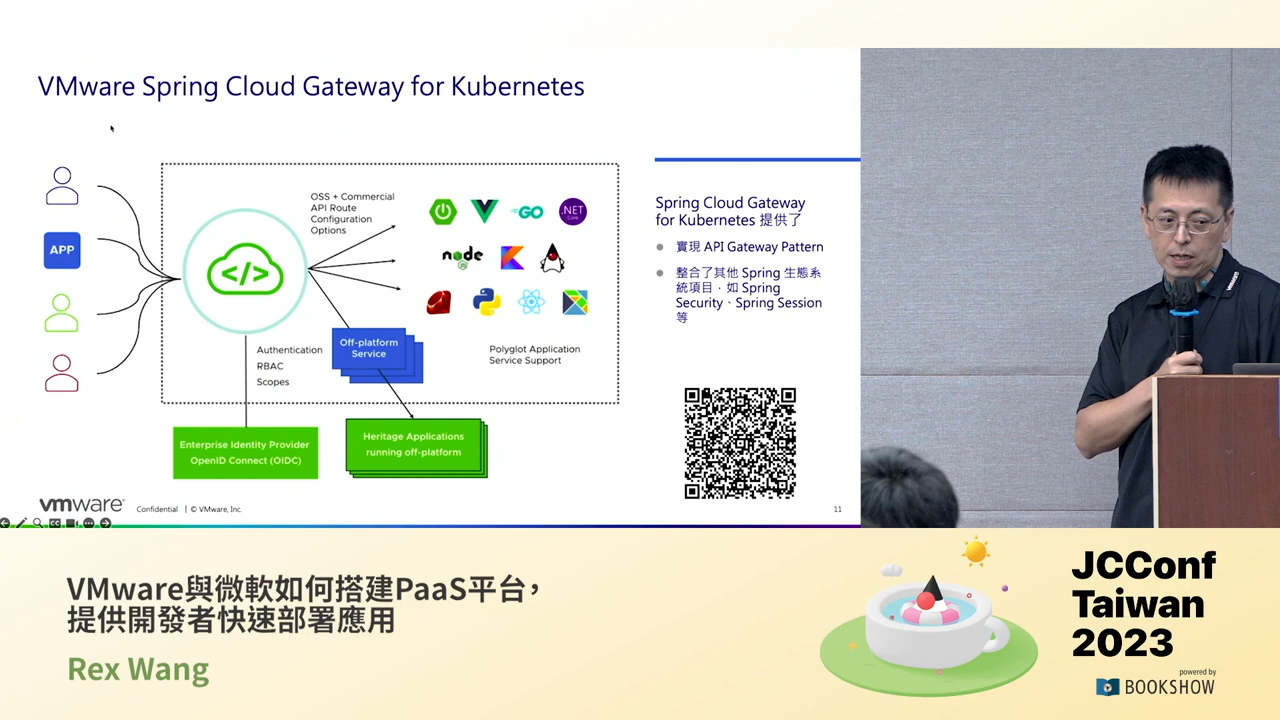 VMware Spring Cloud Gateway for Kubernetes
APP
OSS + Commercial
API Route
Configuration
Options
GO
.NET
Core
node
JS
Off-platform
Service
Polyglot Application
Service Support
Authentication
RBAC
Scopes
Enterprise Identity Provider
OpenID Connect (OIDC)
Heritage Applications
running off-platform
Spring Cloud Gateway
for Kubernetes 提供了
實現 API Gateway Pattern
整合了其他 Spring 生態系
統項目，如 Spring
Security、Spring Session
等
vmware®
Confidential | © VMware, Inc.
11
vmware
VMware與微軟如何搭建PaaS平台，
提供開發者快速部署應用
Rex Wang
JCConf
Taiwan
2023
powered by
BOOKSHOW